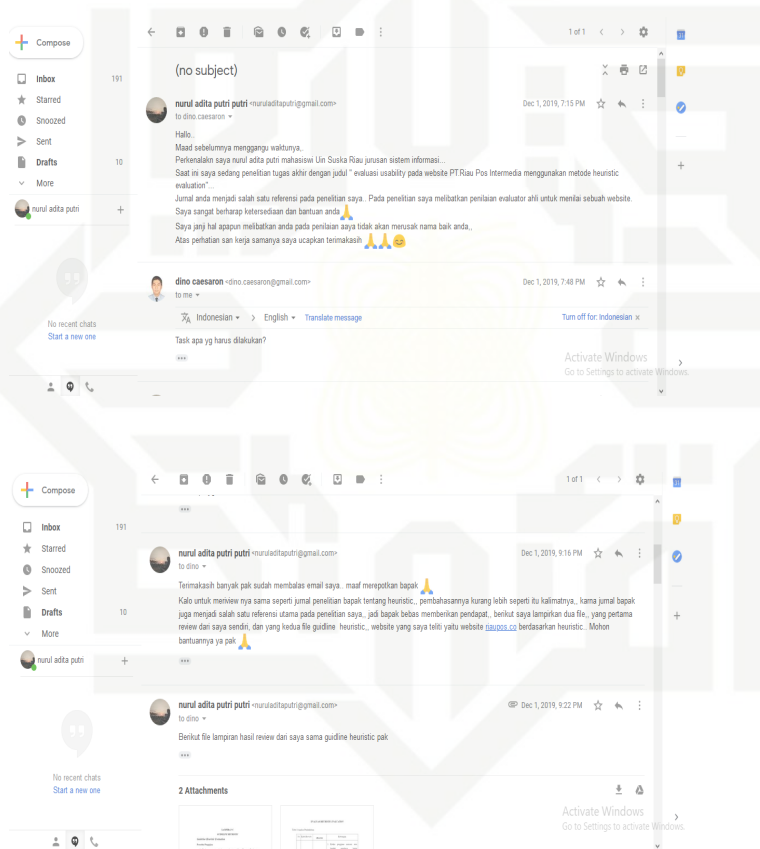 Compose
1 of 1
Inbox 191
Starred
Snoozed
Sent
Drafts 10
More
nurul adita putri
No recent chats
Start a new one
(no subject)
nurul adita putri putri <nuruladitaputri@gmail.com> Dec 1, 2019, 7:15 PM
to dino.caesaron
Hallo..
Maad sebelumnya menggangu waktunya,.
Perkenalakn saya nurul adita putri mahasiswi Uin Suska Riau jurusan sistem informasi...
Saat ini saya sedang penelitian tugas akhir dengan judul " evaluasi usability pada website PT.Riau Pos Intermedia menggunakan metode heuristic
evaluation"...
Jurnal anda menjadi salah satu referensi pada penelitian saya.. Pada penelitian saya melibatkan penilaian evaluator ahli untuk menilai sebuah website.
Saya sangat berharap ketersediaan dan bantuan anda 🙏
Saya janji hal apapun melibatkan anda pada penilaian aaya tidak akan merusak nama baik anda,,
Atas perhatian san kerja samanya saya ucapkan terimakasih 🙏🙏😊
dino caesaron <dino.caesaron@gmail.com> Dec 1, 2019, 7:48 PM
to me
Indonesian > English Translate message Turn off for: Indonesian x
Task apa yg harus dilakukan?
Activate Windows
Go to Settings to activate Windows.
Compose
1 of 1
Inbox 191
Starred
Snoozed
Sent
Drafts 10
More
nurul adita putri
No recent chats
Start a new one
nurul adita putri putri <nuruladitaputri@gmail.com> Dec 1, 2019, 9:16 PM
to dino
Terimakasih banyak pak sudah membalas email saya.. maaf merepotkan bapak 🙏
Kalo untuk meriview nya sama seperti jurnal penelitian bapak tentang heuristic,, pembahasannya kurang lebih seperti itu kalimatnya,, karna jurnal bapak
juga menjadi salah satu referensi utama pada penelitian saya,, jadi bapak bebas memberikan pendapat,, berikut saya lampirkan dua file,, yang pertama
review dari saya sendiri, dan yang kedua file guidline heuristic,, website yang saya teliti yaitu website riaupos.co berdasarkan heuristic.. Mohon
bantuannya ya pak 🙏
nurul adita putri putri <nuruladitaputri@gmail.com> Dec 1, 2019, 9:22 PM
to dino
Berikut file lampiran hasil review dari saya sama guidline heuristic pak
2 Attachments
Activate Windows
Go to Settings to activate Windows.